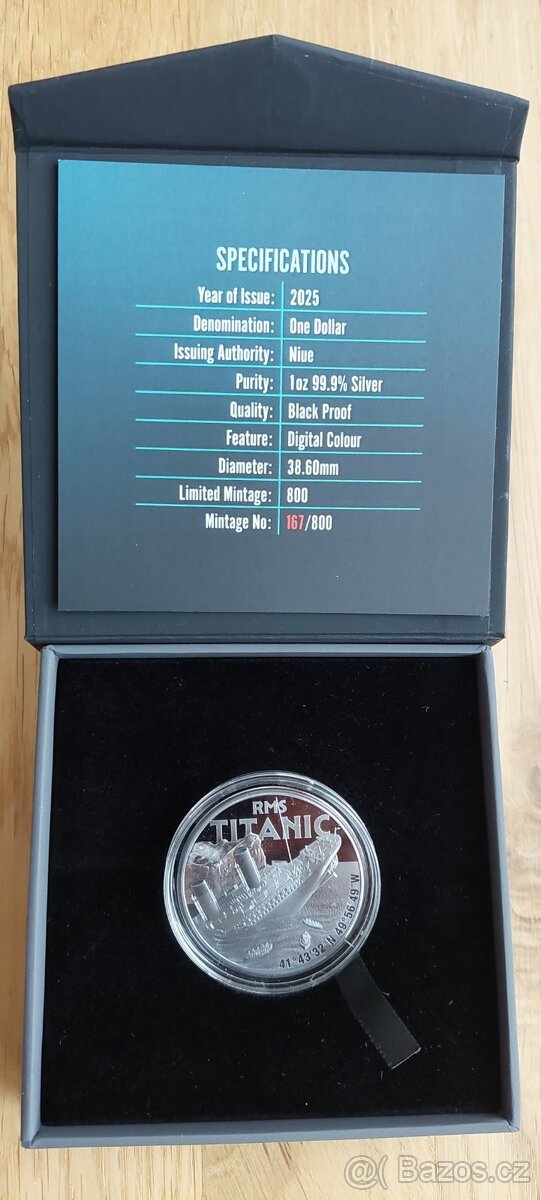 SPECIFICATIONS
Year of Issue: 2025
Denomination: One Dollar
Issuing Authority: Niue
Purity: 1oz 99.9% Silver
Quality: Black Proof
Feature: Digital Colour
Diameter: 38.60mm
Limited Mintage: 800
Mintage No: 167/800
RMS
TITANIC
41°43'32"N 49°56'49"W
Bazos.cz